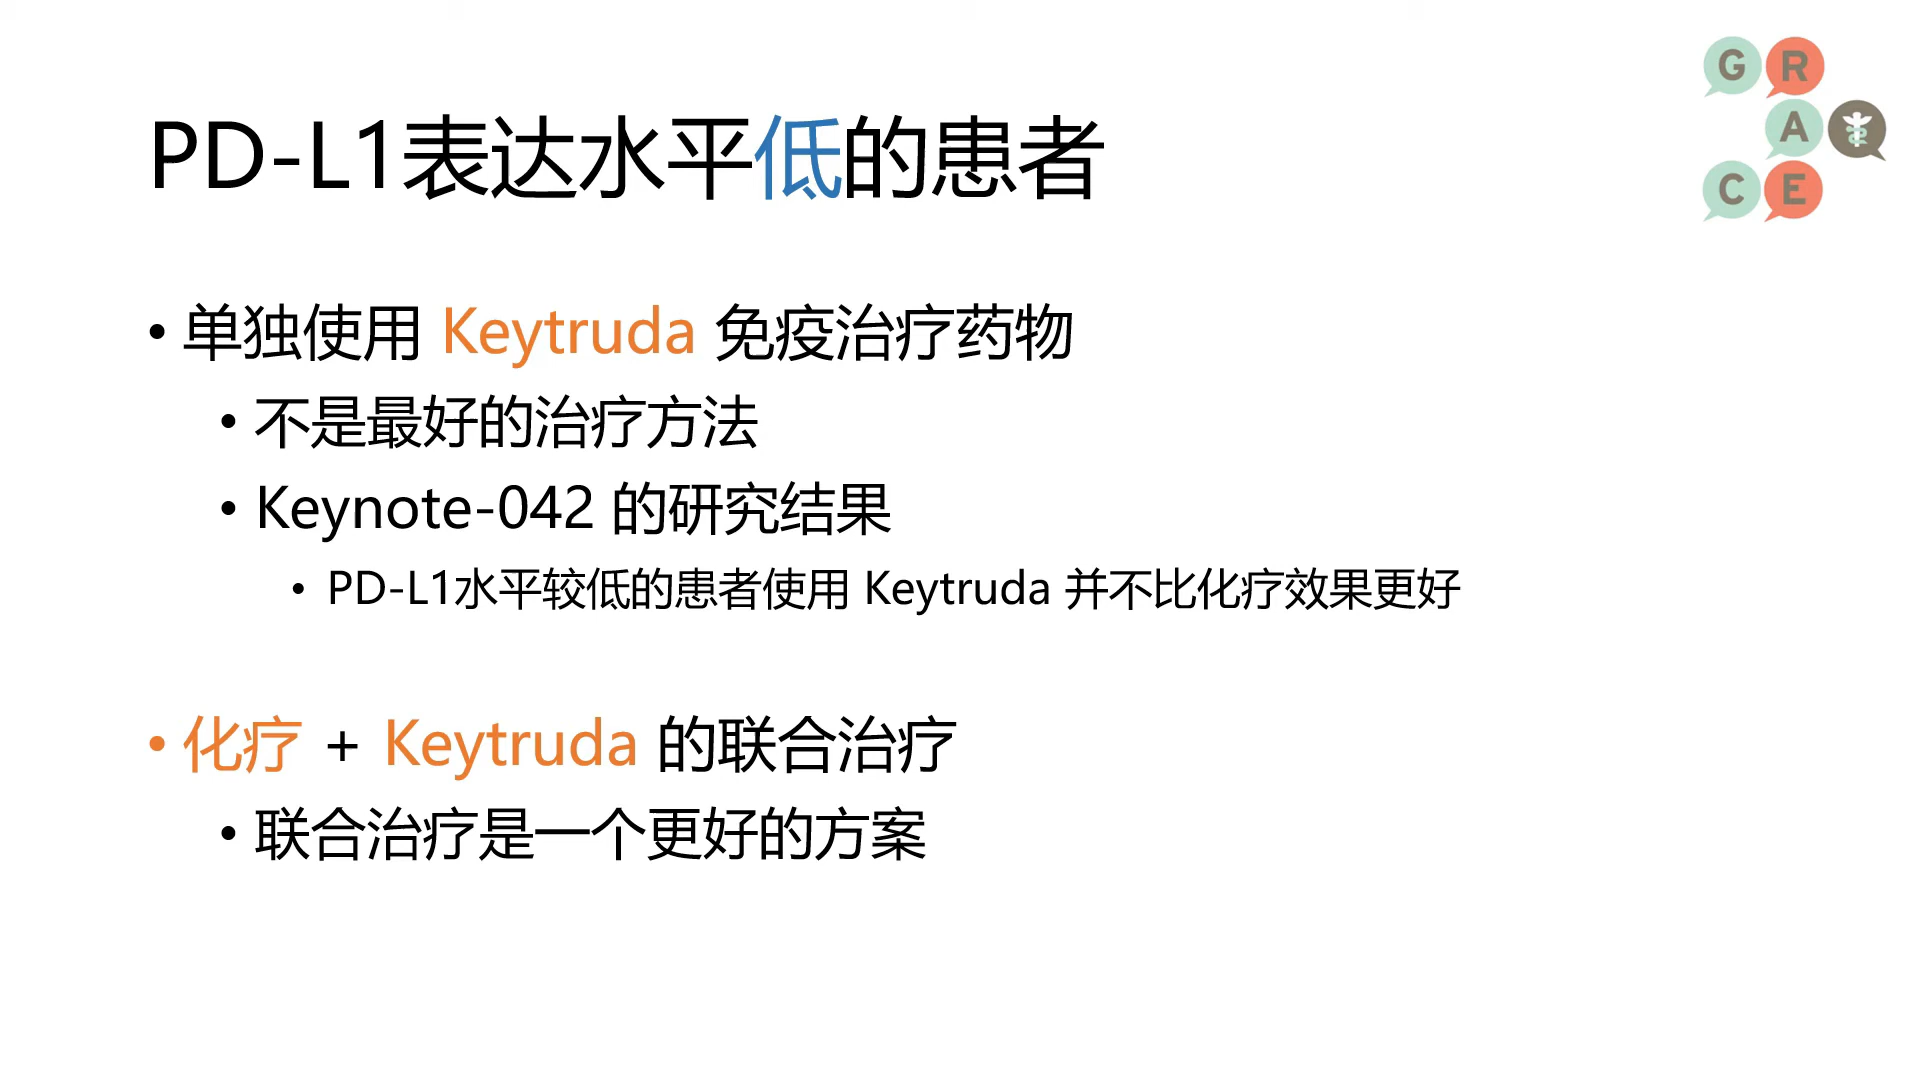 GR
A
CE
PD-L1表达水平低的患者
• 单独使用 Keytruda 免疫治疗药物
• 不是最好的治疗方法
• Keynote-042 的研究结果
• PD-L1水平较低的患者使用 Keytruda 并不比化疗效果更好
• 化疗 + Keytruda 的联合治疗
• 联合治疗是一个更好的方案